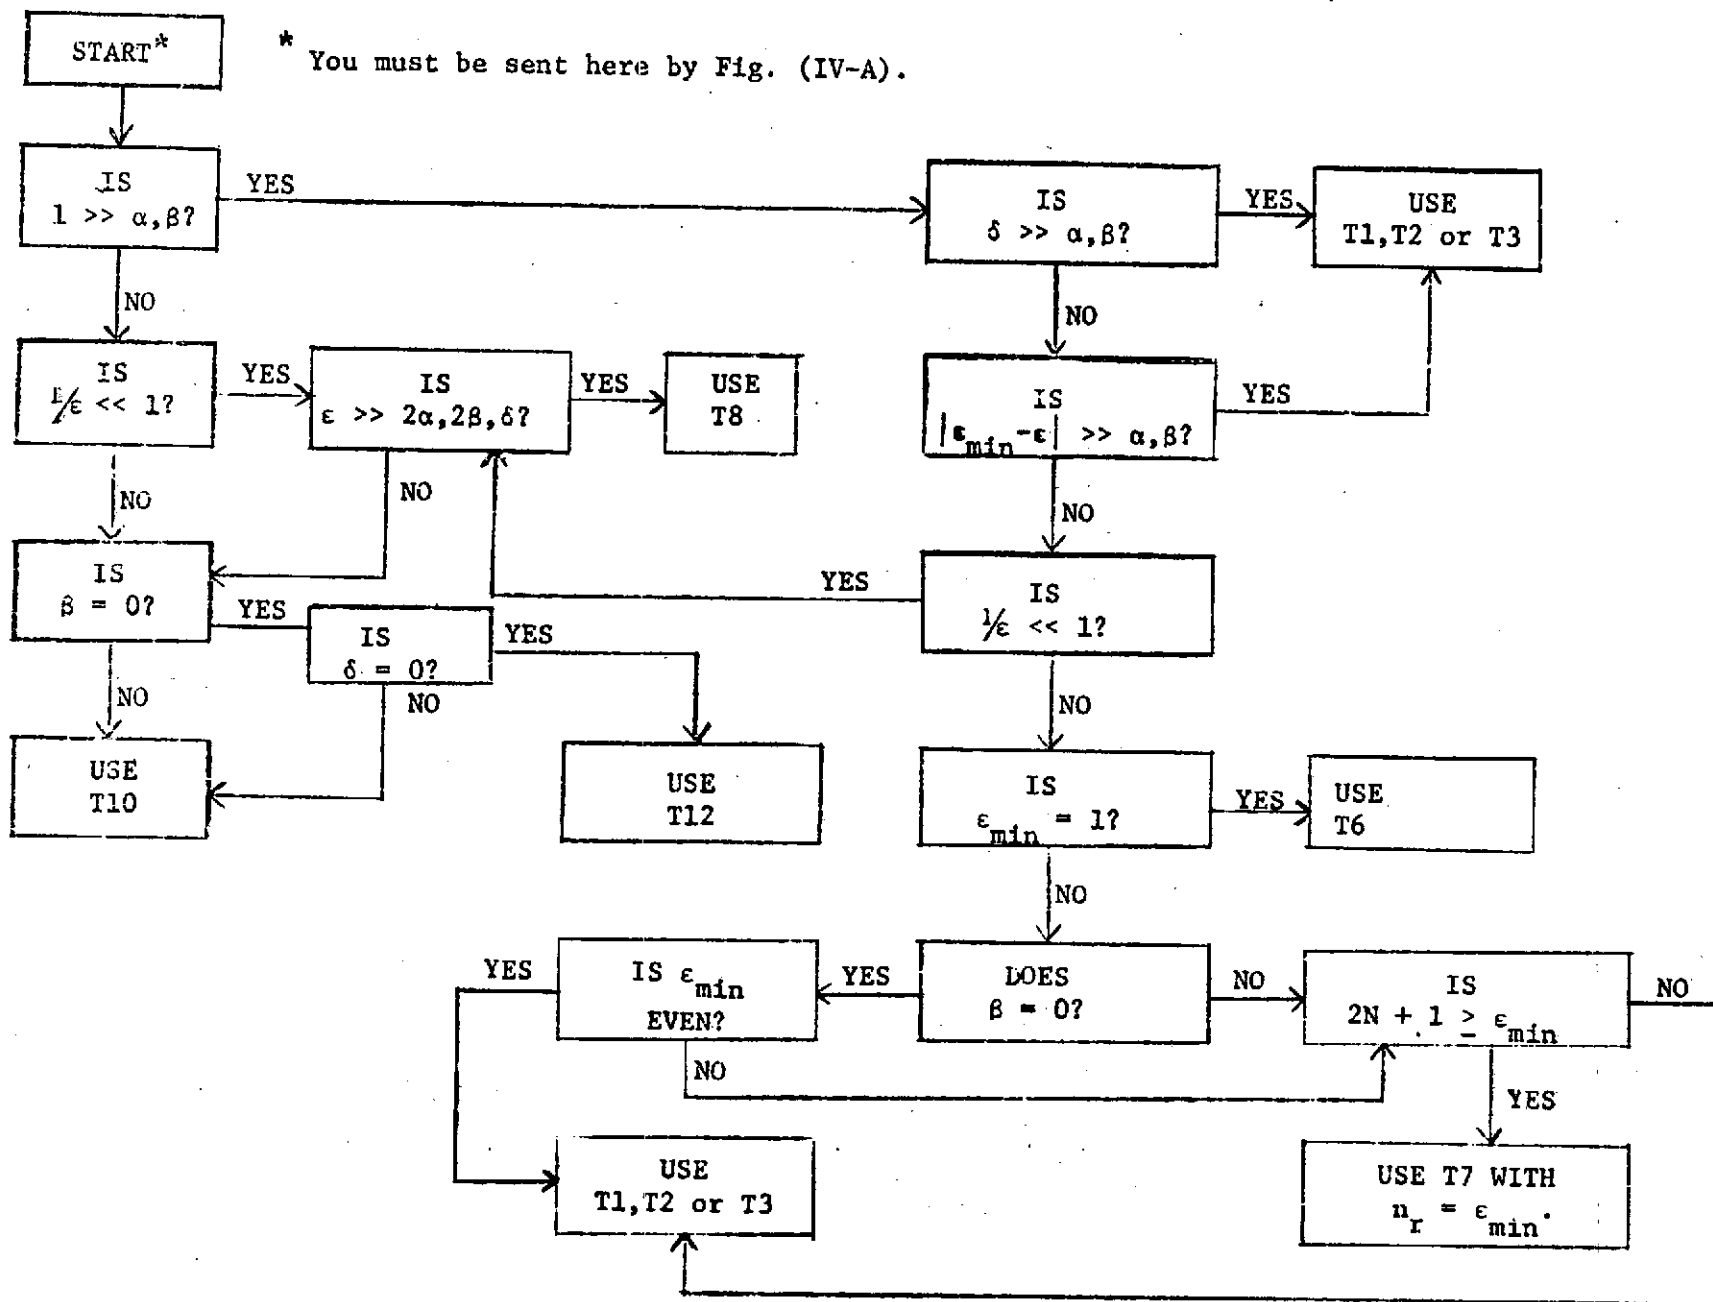 START*
* You must be sent here by Fig. (IV-A).
IS
1 >> α,β?
YES
IS
δ >> α,β?
YES
USE
T1,T2 or T3
NO
NO
IS
1/ε << 1?
YES
IS
ε >> 2α,2β,δ?
YES
USE
T8
IS
|εmin-ε| >> α,β?
YES
NO
NO
NO
IS
β = 0?
YES
IS
δ = 0?
YES
NO
YES
IS
1/ε << 1?
NO
NO
USE
T10
USE
T12
IS
εmin = 1?
YES
USE
T6
NO
YES
IS εmin
EVEN?
YES
DOES
β = 0?
NO
IS
2N + 1 ≥ εmin
NO
NO
YES
USE
T1,T2 or T3
USE T7 WITH
nr = εmin.